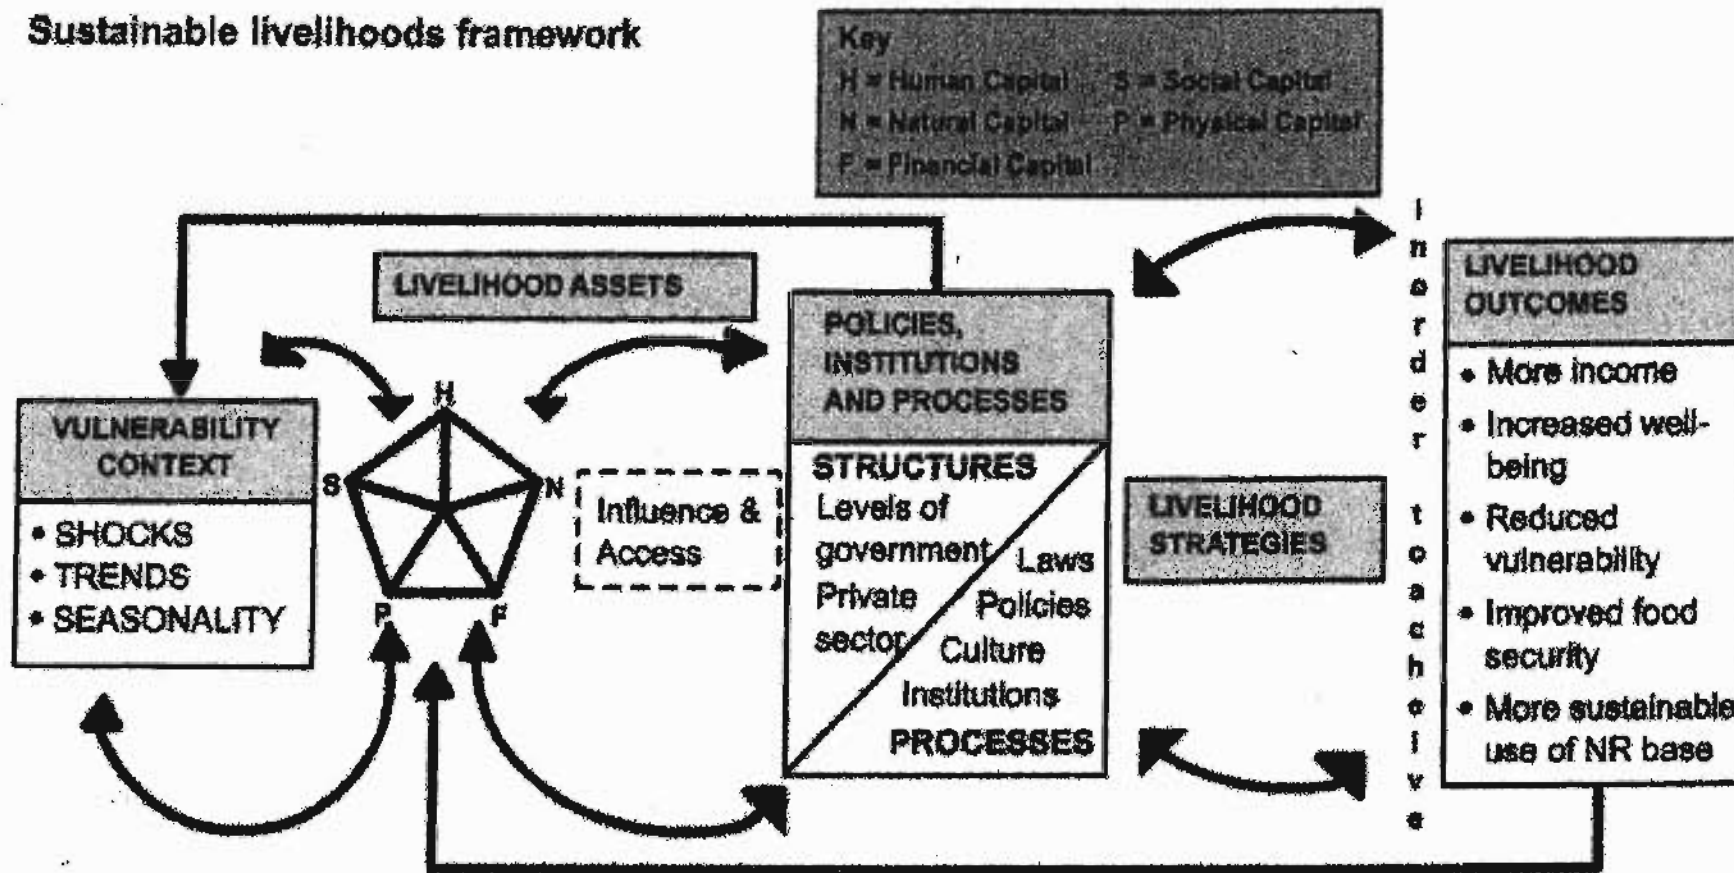 Sustainable livelihoods framework
Key
H = Human Capital S = Social Capital
N = Natural Capital P = Physical Capital
F = Financial Capital
LIVELIHOOD ASSETS
VULNERABILITY
CONTEXT
• SHOCKS
• TRENDS
• SEASONALITY
H
S
N
P
F
Influence &
Access
POLICIES,
INSTITUTIONS
AND PROCESSES
STRUCTURES
Levels of
government
Private
sector
Laws
Policies
Culture
Institutions
PROCESSES
LIVELIHOOD
STRATEGIES
In order to achieve
LIVELIHOOD
OUTCOMES
• More income
• Increased well-
being
• Reduced
vulnerability
• Improved food
security
• More sustainable
use of NR base